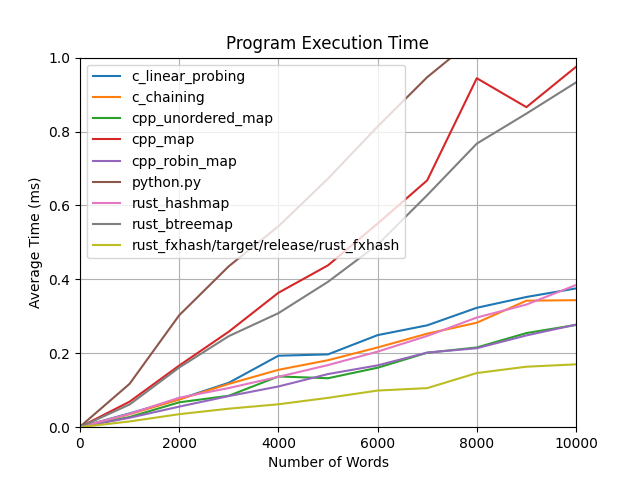 Program Execution Time
1.0
0.8
0.6
0.4
0.2
0.0
Average Time (ms)
c_linear_probing
c_chaining
cpp_unordered_map
cpp_map
cpp_robin_map
python.py
rust_hashmap
rust_btreemap
rust_fxhash/target/release/rust_fxhash
0 2000 4000 6000 8000 10000
Number of Words